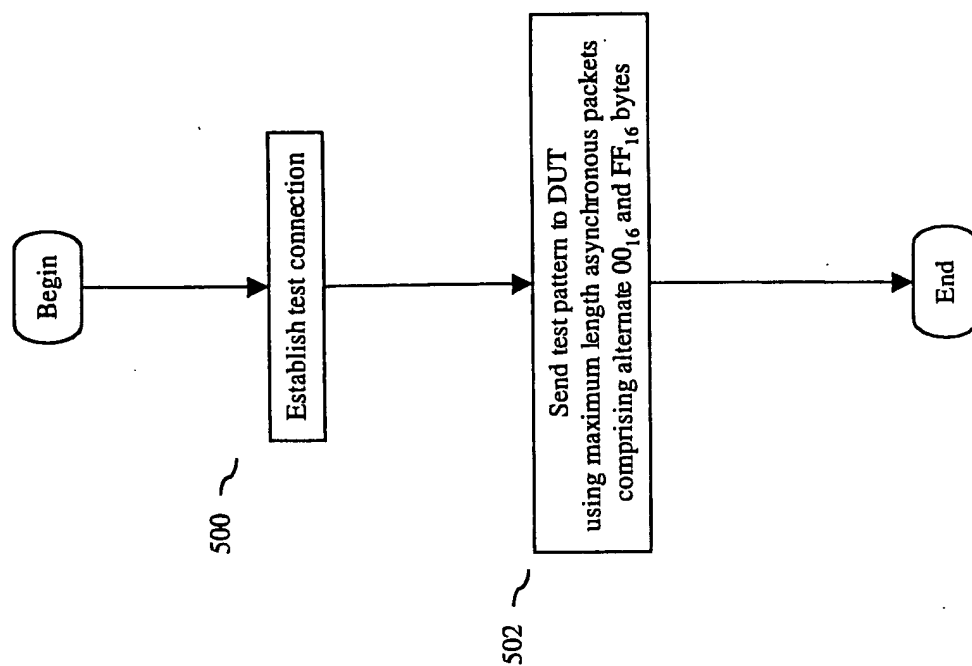 Begin
500
Establish test connection
502
Send test pattern to DUT
using maximum length asynchronous packets
comprising alternate 00₁₆ and FF₁₆ bytes
End